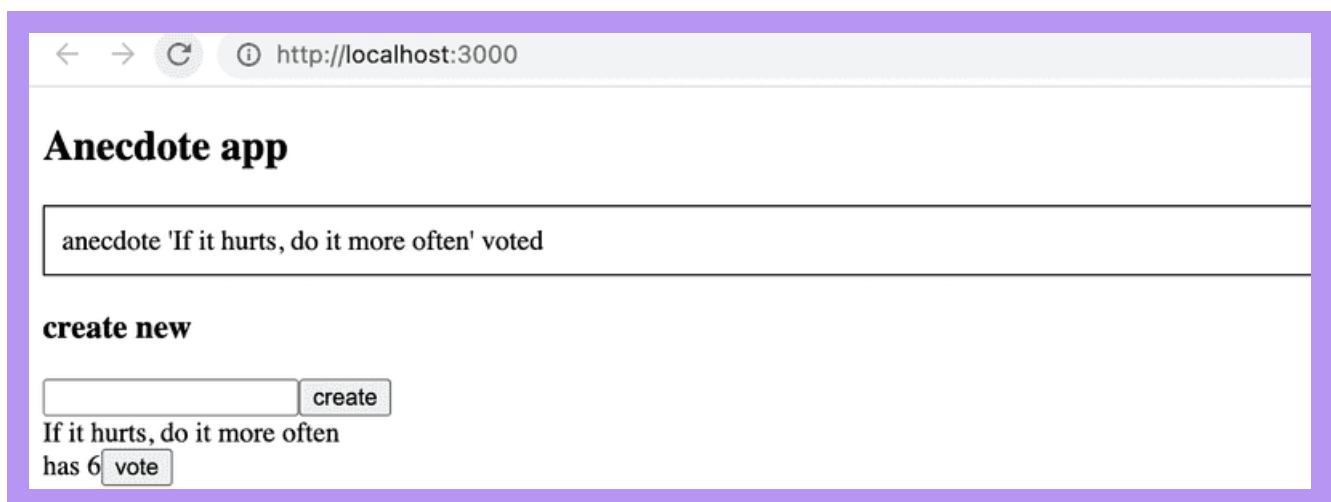 http://localhost:3000
Anecdote app
anecdote 'If it hurts, do it more often' voted
create new
create
If it hurts, do it more often
has 6 vote